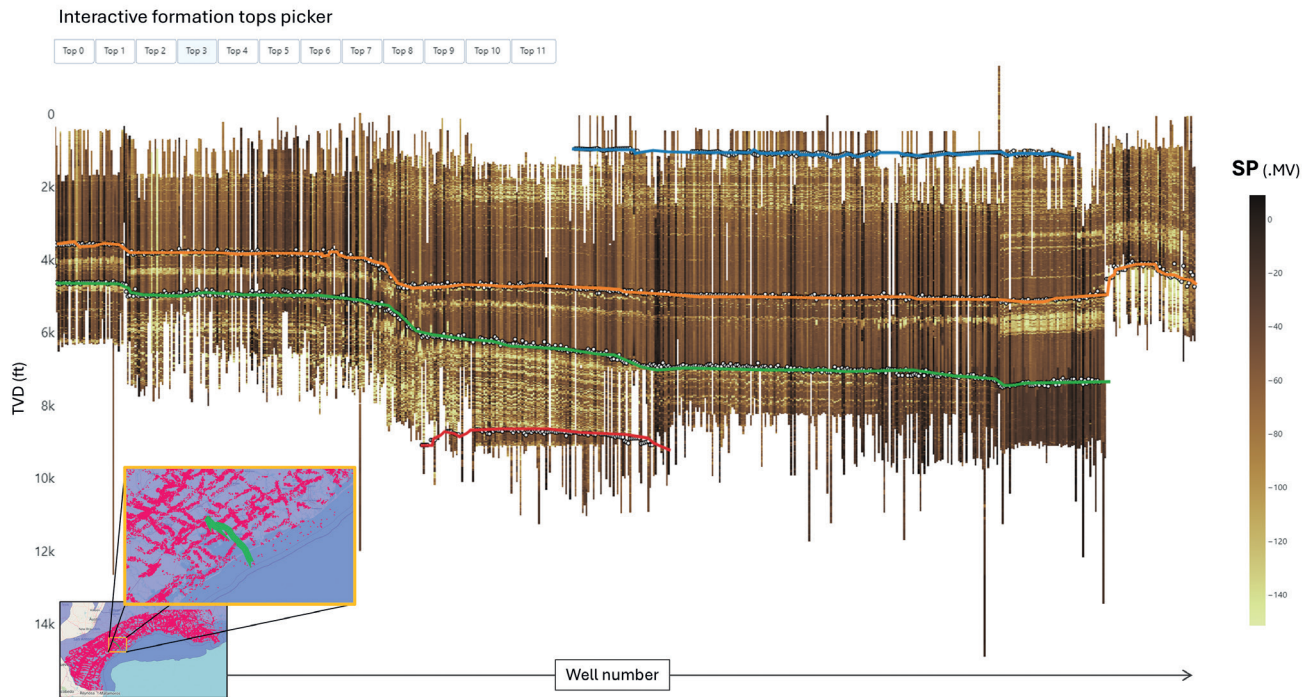 Interactive formation tops picker
Top 0 Top 1 Top 2 Top 3 Top 4 Top 5 Top 6 Top 7 Top 8 Top 9 Top 10 Top 11
0
2k
4k
6k
8k
10k
12k
14k
TVD (ft)
SP (.MV)
0
−20
−40
−60
−80
−100
−120
−140
Well number